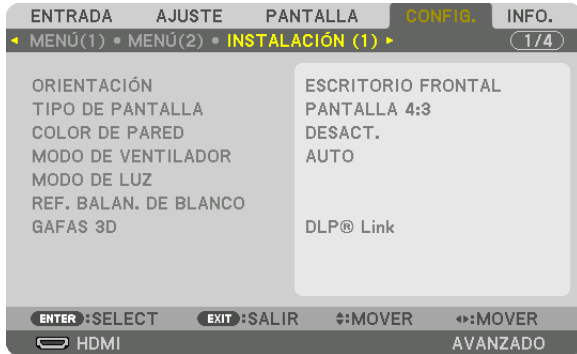 ENTRADA AJUSTE PANTALLA CONFIG. INFO.
MENÚ(1) • MENÚ(2) • INSTALACIÓN (1) 1/4
ORIENTACIÓN ESCRITORIO FRONTAL
TIPO DE PANTALLA PANTALLA 4:3
COLOR DE PARED DESACT.
MODO DE VENTILADOR AUTO
MODO DE LUZ
REF. BALAN. DE BLANCO
GAFAS 3D DLP® Link
ENTER :SELECT EXIT :SALIR :MOVER :MOVER
HDMI AVANZADO